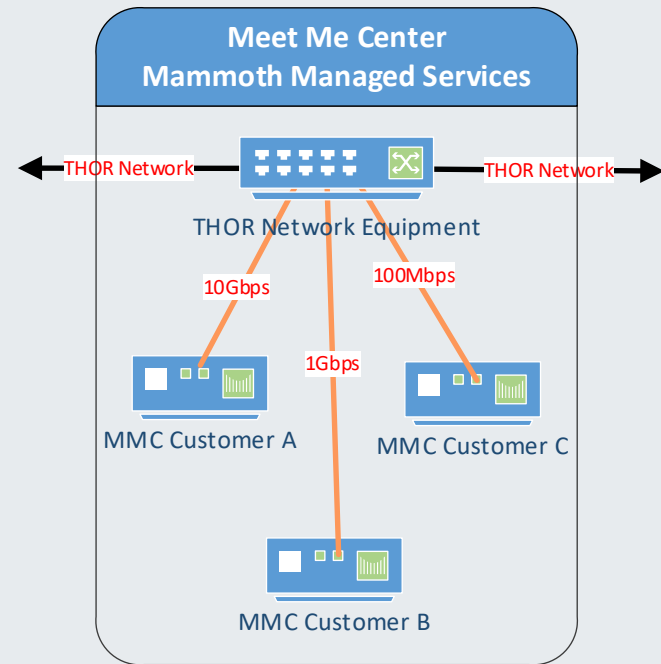 Meet Me Center
Mammoth Managed Services
THOR Network
THOR Network
THOR Network Equipment
10Gbps
100Mbps
1Gbps
MMC Customer A
MMC Customer C
MMC Customer B